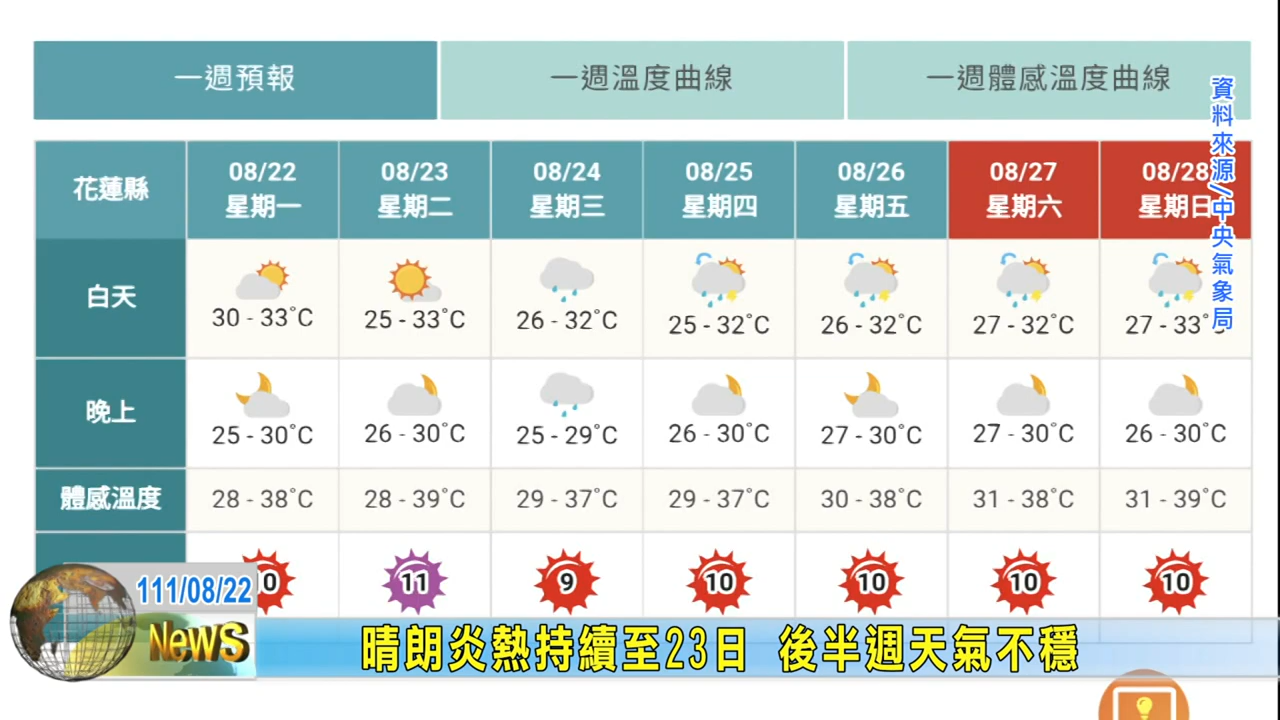 一週預報
一週溫度曲線
一週體感溫度曲線
資料來源/中央氣象局
花蓮縣
08/22
星期一
08/23
星期二
08/24
星期三
08/25
星期四
08/26
星期五
08/27
星期六
08/28
星期日
白天
30 - 33°C
25 - 33°C
26 - 32°C
25 - 32°C
26 - 32°C
27 - 32°C
27 - 33°C
晚上
25 - 30°C
26 - 30°C
25 - 29°C
26 - 30°C
27 - 30°C
27 - 30°C
26 - 30°C
體感溫度
28 - 38°C
28 - 39°C
29 - 37°C
29 - 37°C
30 - 38°C
31 - 38°C
31 - 39°C
11
9
10
10
10
10
111/08/22
NewS
晴朗炎熱持續至23日 後半週天氣不穩